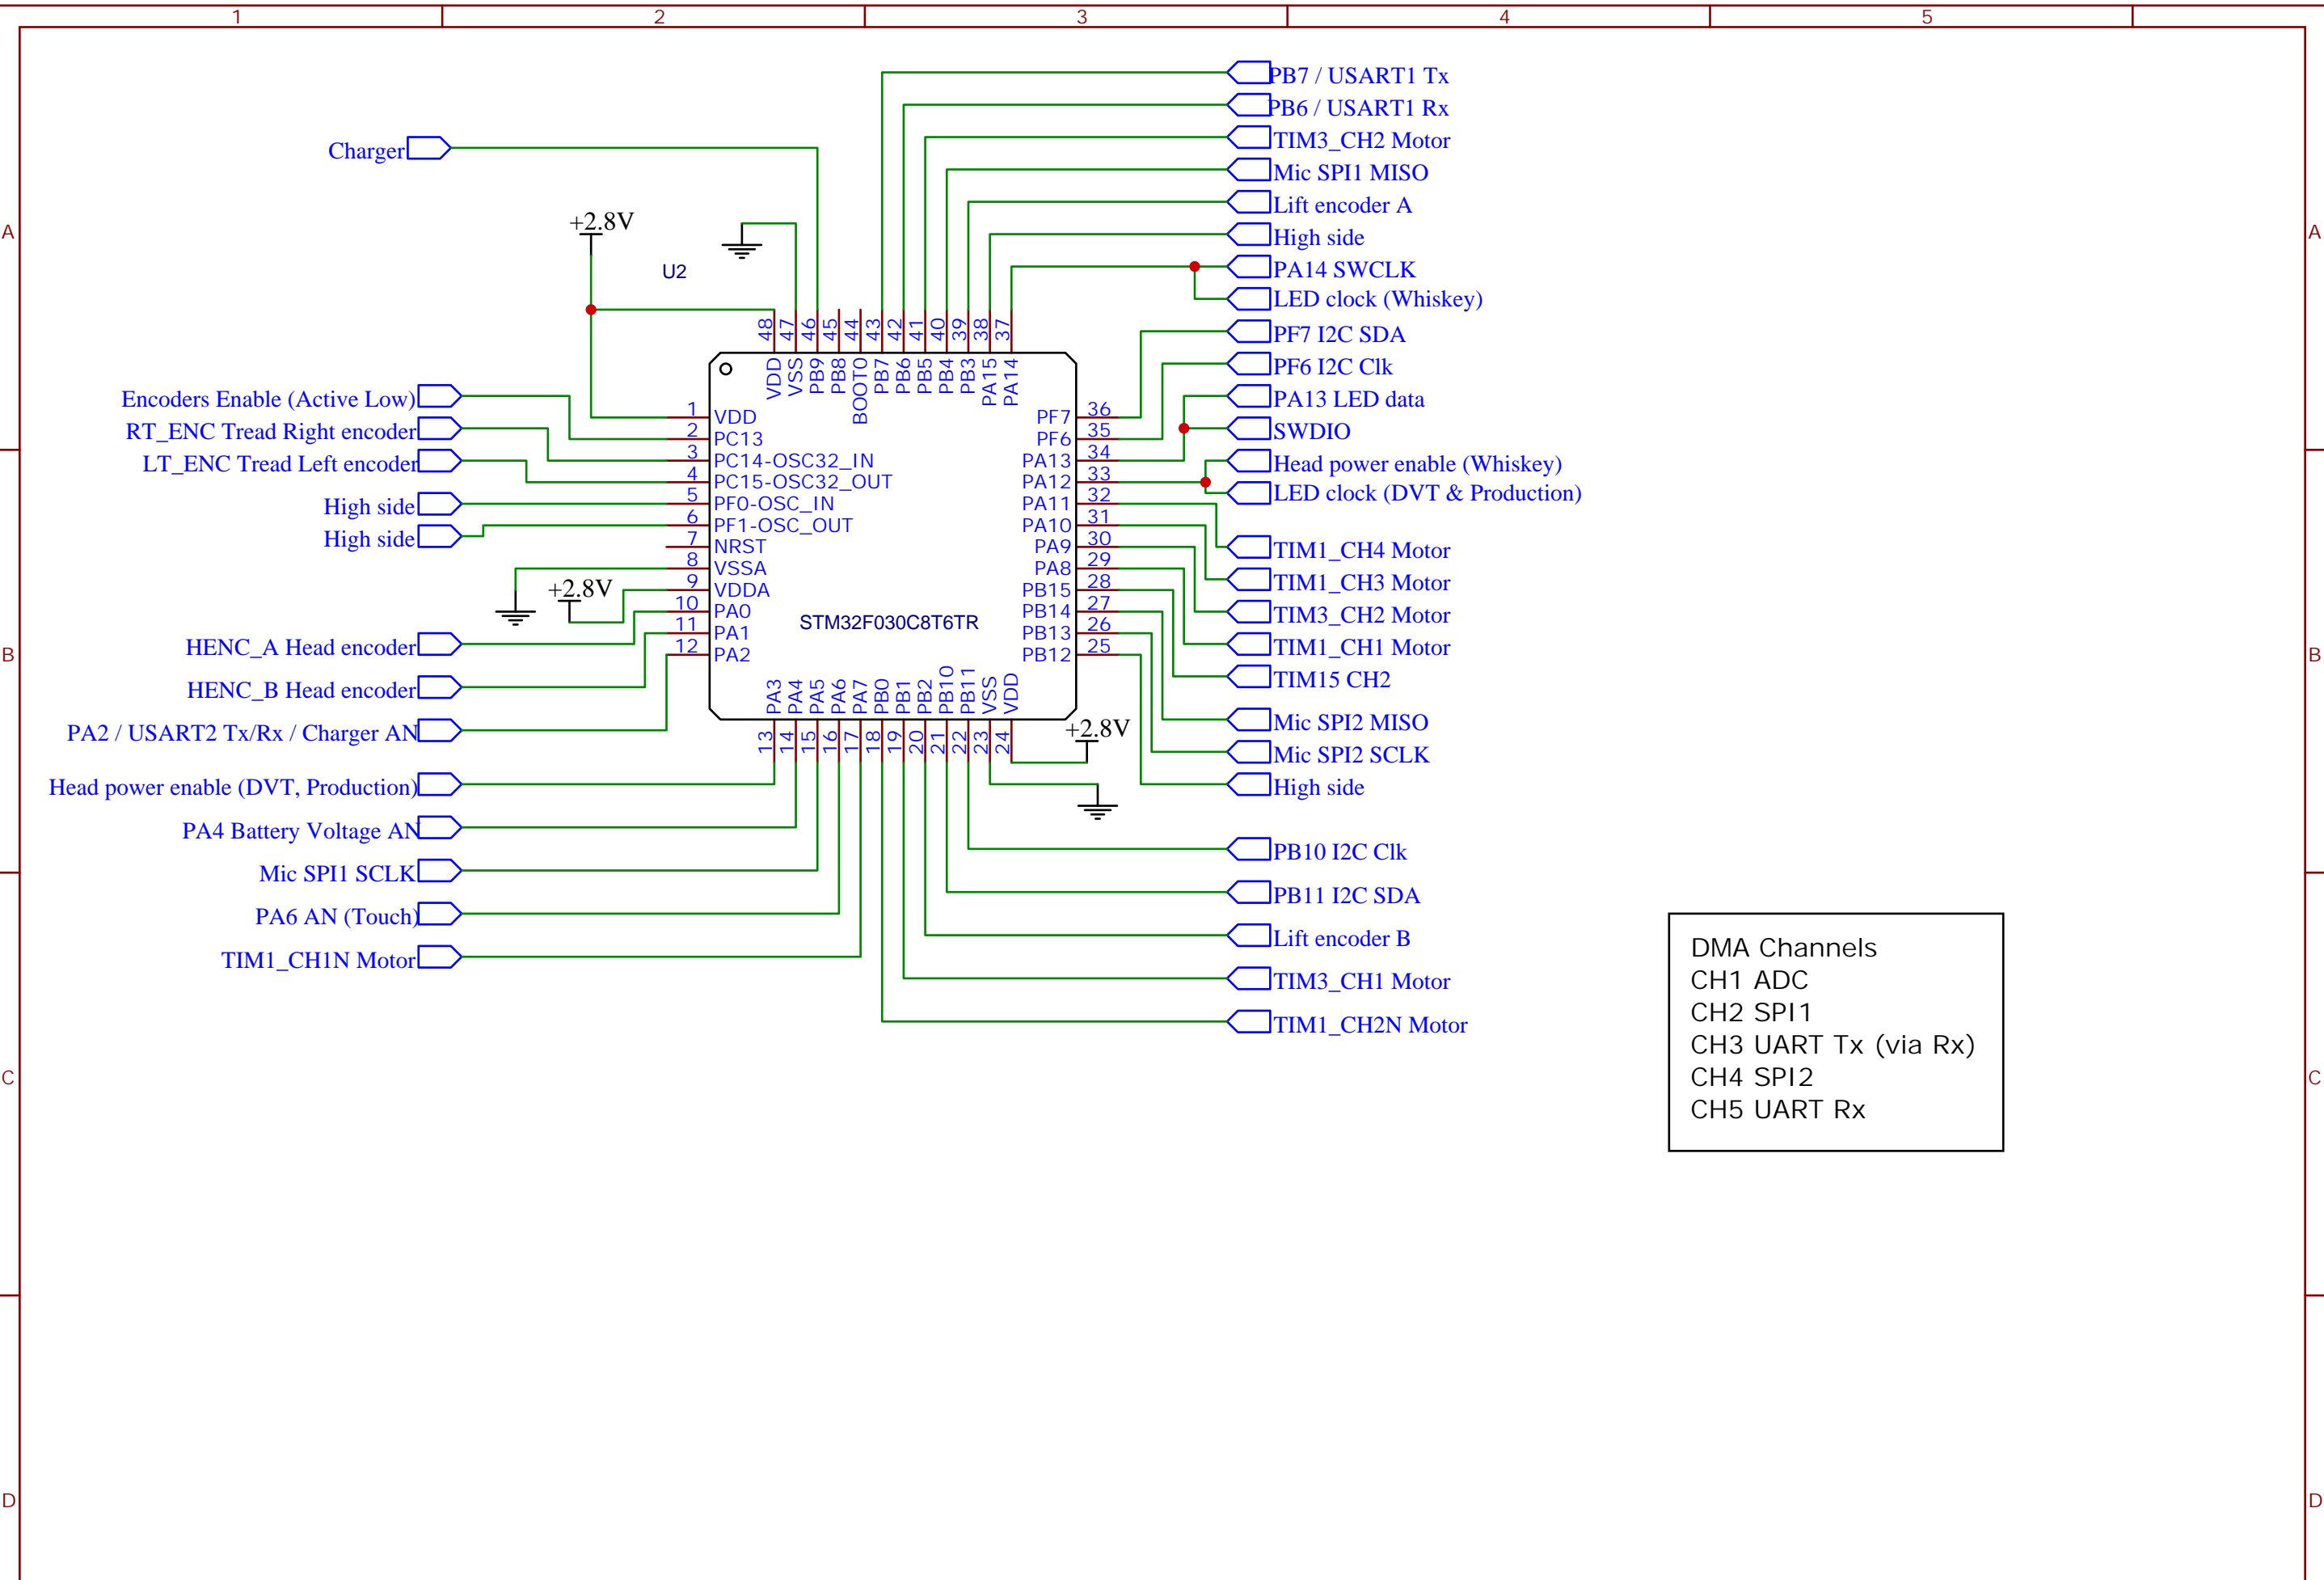 1 2 3 4 5
PB7 / USART1 Tx
PB6 / USART1 Rx
TIM3_CH2 Motor
Charger
Mic SPI1 MISO
Lift encoder A
A
A
+2.8V
High side
U2
PA14 SWCLK
LED clock (Whiskey)
PF7 I2C SDA
PF6 I2C Clk
48 47 46 45 44 43 42 41 40 39 38 37
VDD VSS PB9 PB8 BOOT0 PB7 PB6 PB5 PB4 PB3 PA15 PA14
Encoders Enable (Active Low)
RT_ENC Tread Right encoder
LT_ENC Tread Left encoder
High side
High side
1 VDD
2 PC13
3 PC14-OSC32_IN
4 PC15-OSC32_OUT
5 PF0-OSC_IN
6 PF1-OSC_OUT
7 NRST
8 VSSA
9 VDDA
10 PA0
11 PA1
12 PA2
+2.8V
STM32F030C8T6TR
PF7 36
PF6 35
PA13 34
PA12 33
PA11 32
PA10 31
PA9 30
PA8 29
PB15 28
PB14 27
PB13 26
PB12 25
PA13 LED data
SWDIO
Head power enable (Whiskey)
LED clock (DVT & Production)
TIM1_CH4 Motor
TIM1_CH3 Motor
TIM3_CH2 Motor
TIM1_CH1 Motor
TIM15 CH2
Mic SPI2 MISO
Mic SPI2 SCLK
High side
B
B
HENC_A Head encoder
HENC_B Head encoder
PA2 / USART2 Tx/Rx / Charger AN
Head power enable (DVT, Production)
PA4 Battery Voltage AN
Mic SPI1 SCLK
PA6 AN (Touch)
TIM1_CH1N Motor
PA3 PA4 PA5 PA6 PA7 PB0 PB1 PB2 PB10 PB11 VSS VDD
13 14 15 16 17 18 19 20 21 22 23 24
+2.8V
PB10 I2C Clk
PB11 I2C SDA
Lift encoder B
TIM3_CH1 Motor
TIM1_CH2N Motor
DMA Channels
CH1 ADC
CH2 SPI1
CH3 UART Tx (via Rx)
CH4 SPI2
CH5 UART Rx
C
C
D
D